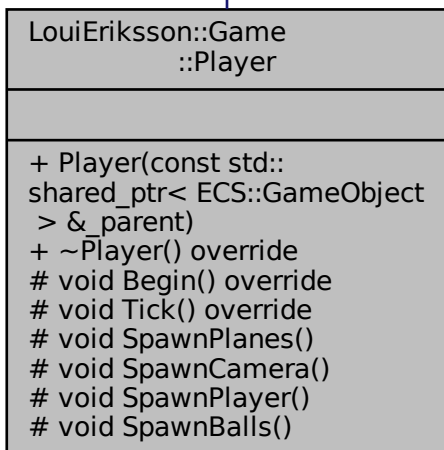 LouiEriksson::Game
::Player
+ Player(const std::
shared_ptr< ECS::GameObject
> &_parent)
+ ~Player() override
# void Begin() override
# void Tick() override
# void SpawnPlanes()
# void SpawnCamera()
# void SpawnPlayer()
# void SpawnBalls()